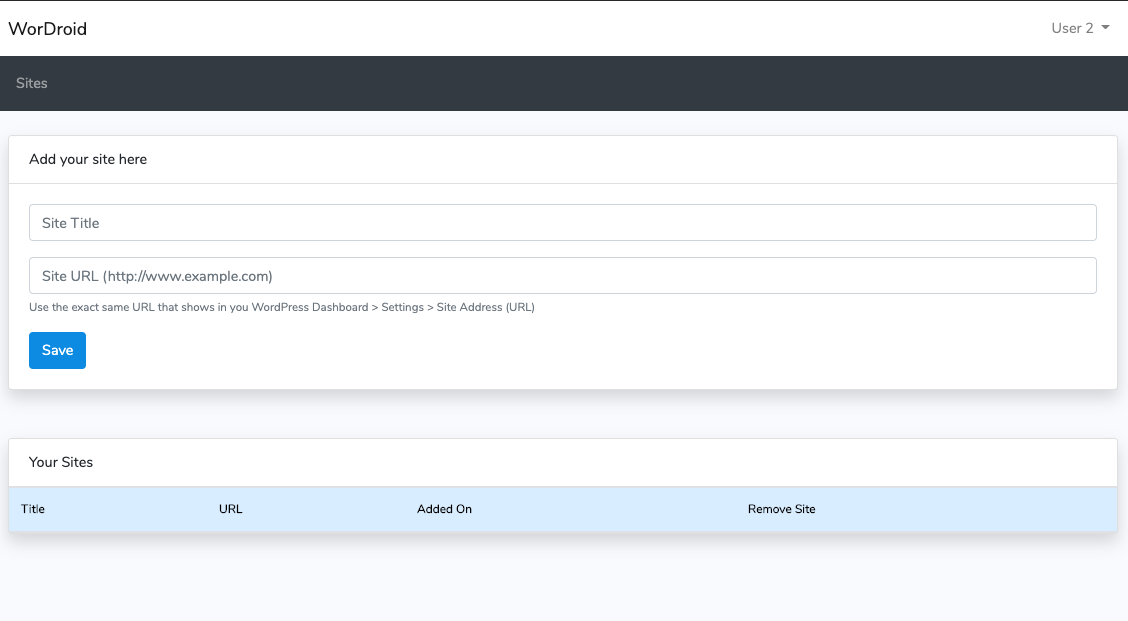 WorDroid
User 2
Sites
Add your site here
Site Title
Site URL (http://www.example.com)
Use the exact same URL that shows in you WordPress Dashboard > Settings > Site Address (URL)
Save
Your Sites
Title URL Added On Remove Site